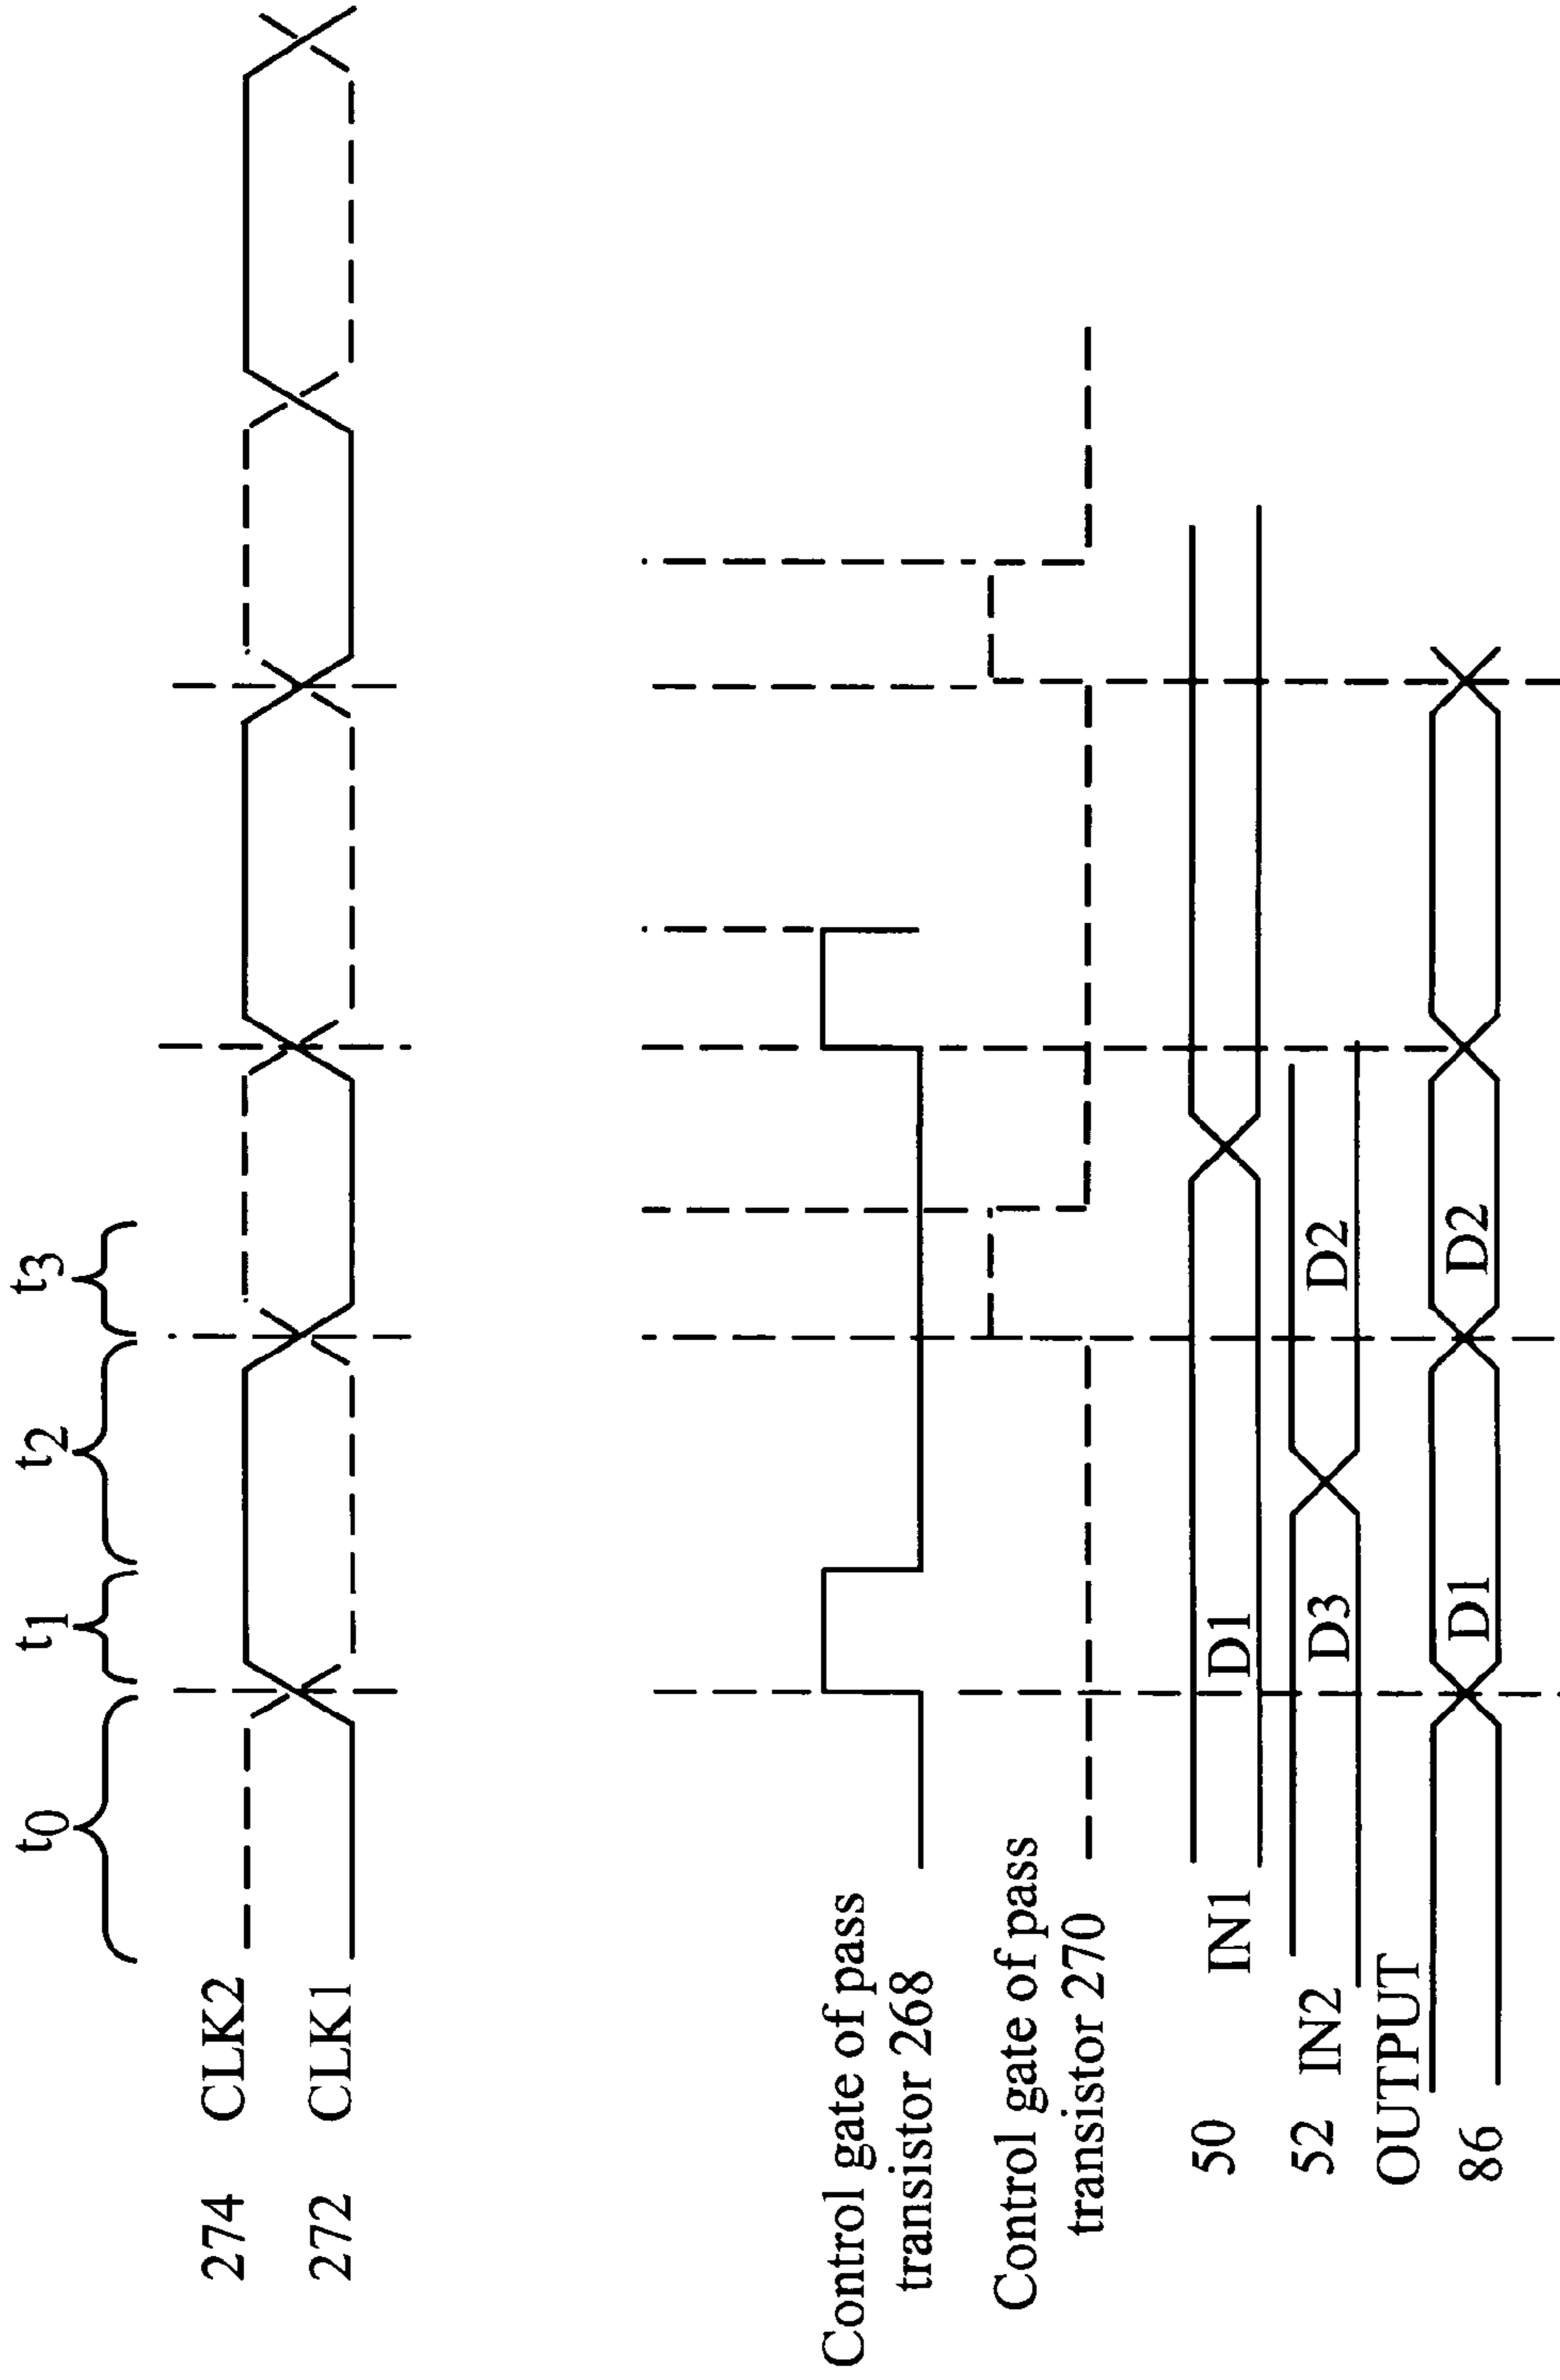 t0 t1 t2 t3
274 CLK2
272 CLK1
Control gate of pass
transistor 268
Control gate of pass
transistor 270
50 IN1 D1
52 IN2 D3 D2
OUTPUT
86 D1 D2